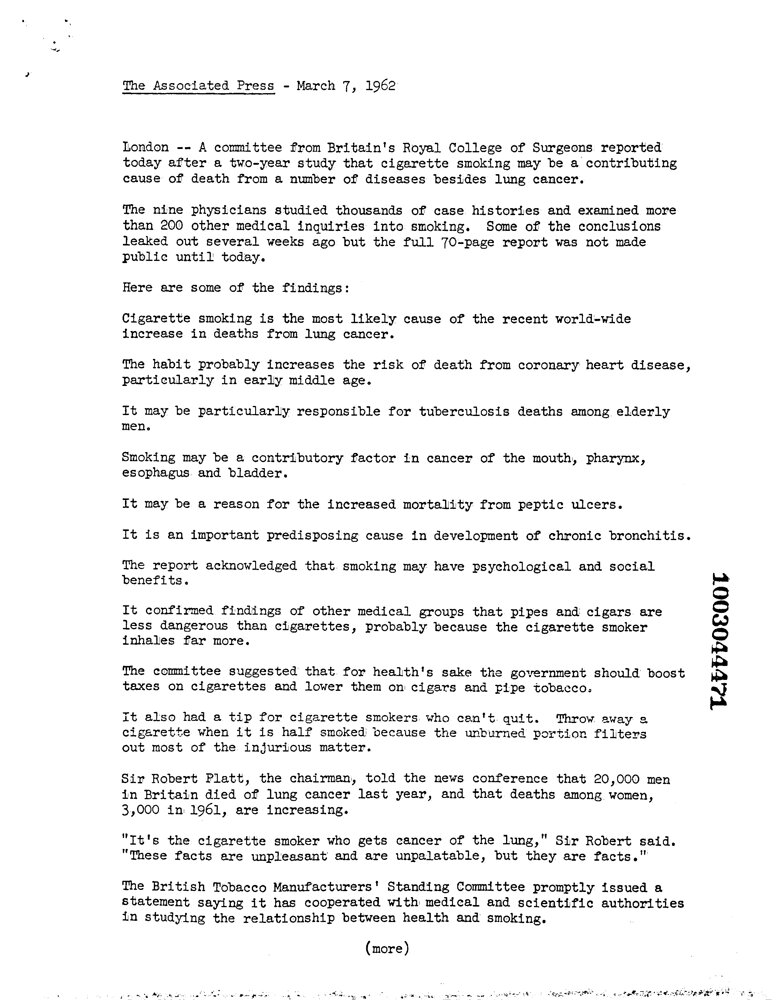 The Associated Press - March 7, 1962
London -- A committee from Britain's Royal College of Surgeons reported
today after a two-year study that cigarette smoking may be a contributing
cause of death from a number of diseases besides lung cancer.
The nine physicians studied thousands of case histories and examined more
than 200 other medical inquiries into smoking. Some of the conclusions
leaked out several weeks ago but the full 70-page report was not made
public until today.
Here are some of the findings:
Cigarette smoking is the most likely cause of the recent world-wide
increase in deaths from lung cancer.
The habit probably increases the risk of death from coronary heart disease,
particularly in early middle age.
It may be particularly responsible for tuberculosis deaths among elderly
men.
Smoking may be a contributory factor in cancer of the mouth, pharynx,
esophagus and bladder.
It may be a reason for the increased mortality from peptic ulcers.
It is an important predisposing cause in development of chronic bronchitis.
The report acknowledged that smoking may have psychological and social
benefits.
It confirmed findings of other medical groups that pipes and cigars are
less dangerous than cigarettes, probably because the cigarette smoker
inhales far more.
The committee suggested that for health's sake the government should boost
taxes on cigarettes and lower them on cigars and pipe tobacco.
It also had a tip for cigarette smokers who can't quit. Throw away a
cigarette when it is half smoked because the unburned portion filters
out most of the injurious matter.
Sir Robert Platt, the chairman, told the news conference that 20,000 men
in Britain died of lung cancer last year, and that deaths among women,
3,000 in 1961, are increasing.
"It's the cigarette smoker who gets cancer of the lung," Sir Robert said.
"These facts are unpleasant and are unpalatable, but they are facts."
The British Tobacco Manufacturers' Standing Committee promptly issued a
statement saying it has cooperated with medical and scientific authorities
in studying the relationship between health and smoking.
(more)
1003044471